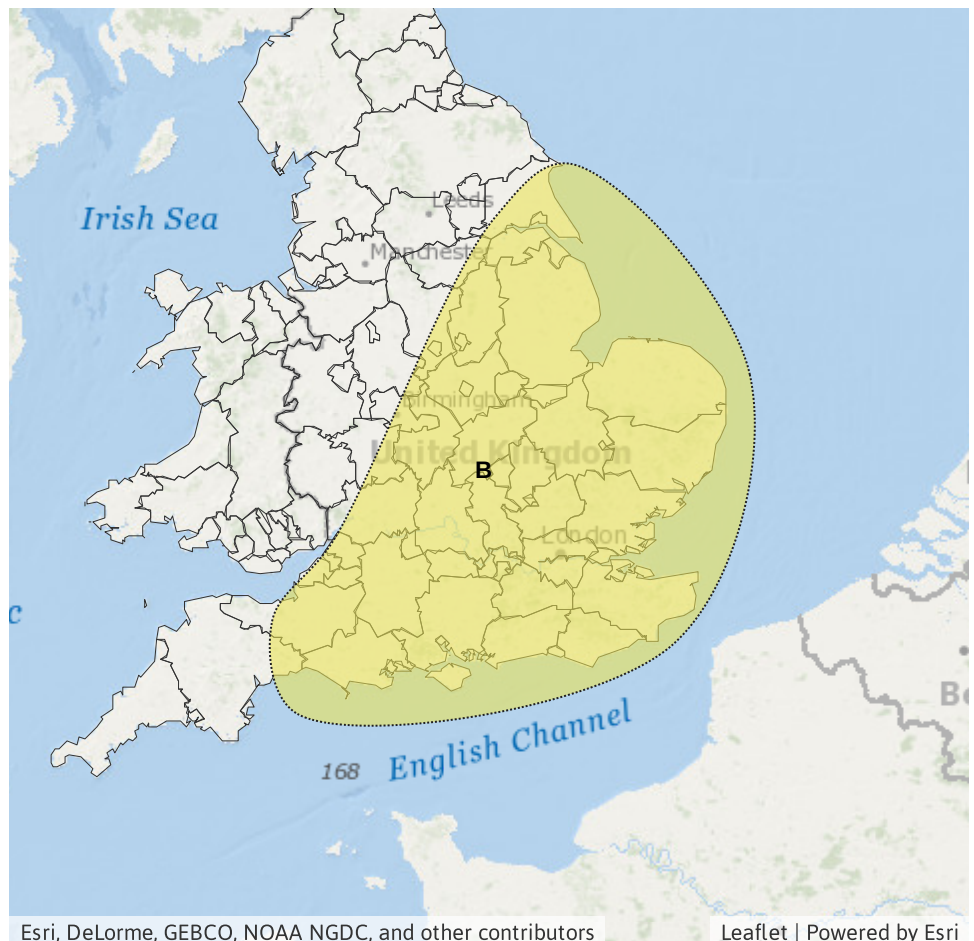 Leeds
Irish Sea
Manchester
Birmingham
United Kingdom
B
London
c
Be
English Channel
168
Esri, DeLorme, GEBCO, NOAA NGDC, and other contributors
Leaflet | Powered by Esri